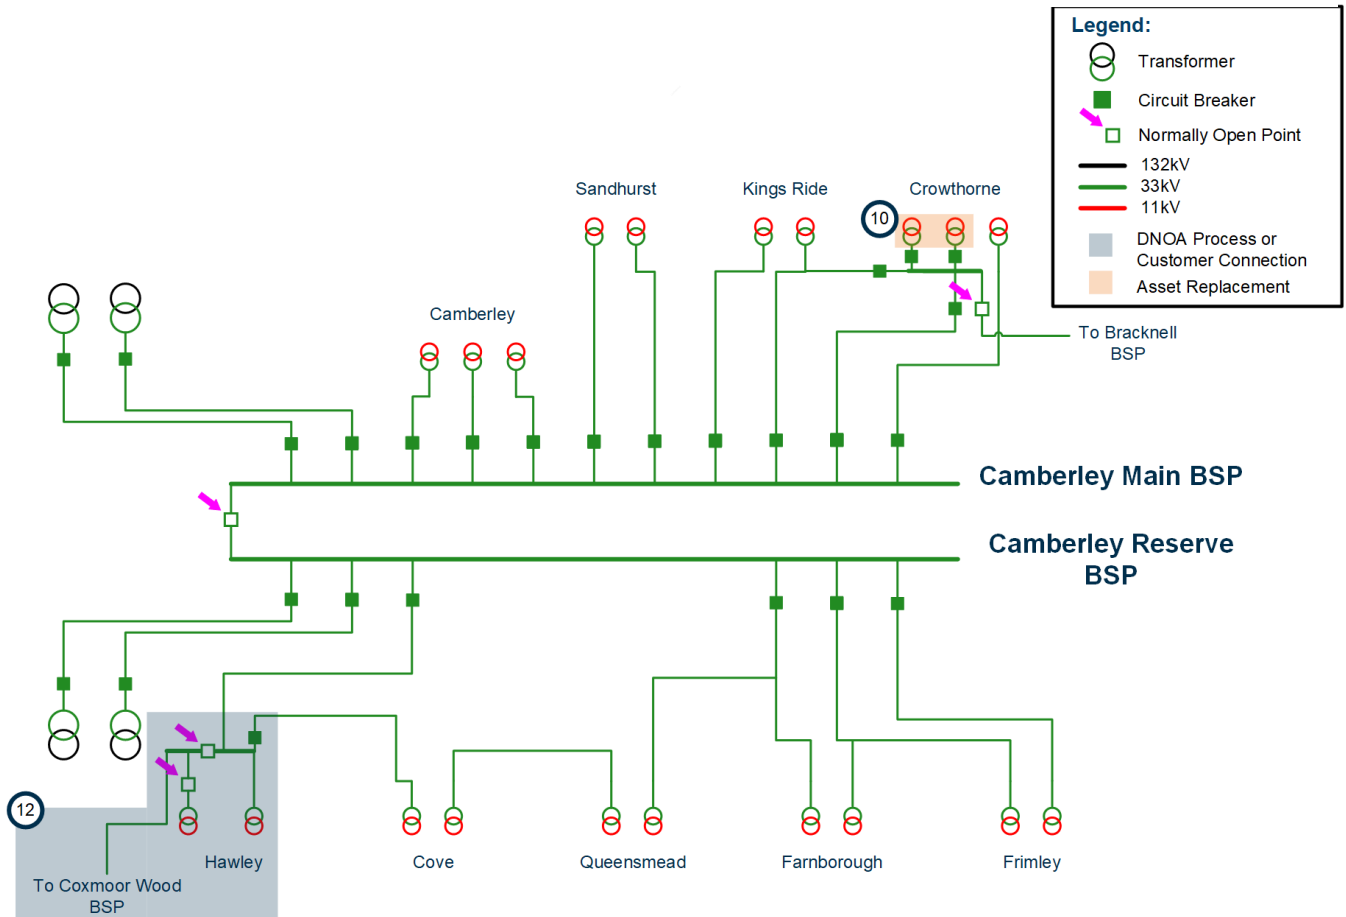 Legend:
Transformer
Circuit Breaker
Normally Open Point
132kV
33kV
11kV
DNOA Process or
Customer Connection
Asset Replacement
Sandhurst
Kings Ride
Crowthorne
10
Camberley
To Bracknell
BSP
Camberley Main BSP
Camberley Reserve
BSP
12
Hawley
Cove
Queensmead
Farnborough
Frimley
To Coxmoor Wood
BSP